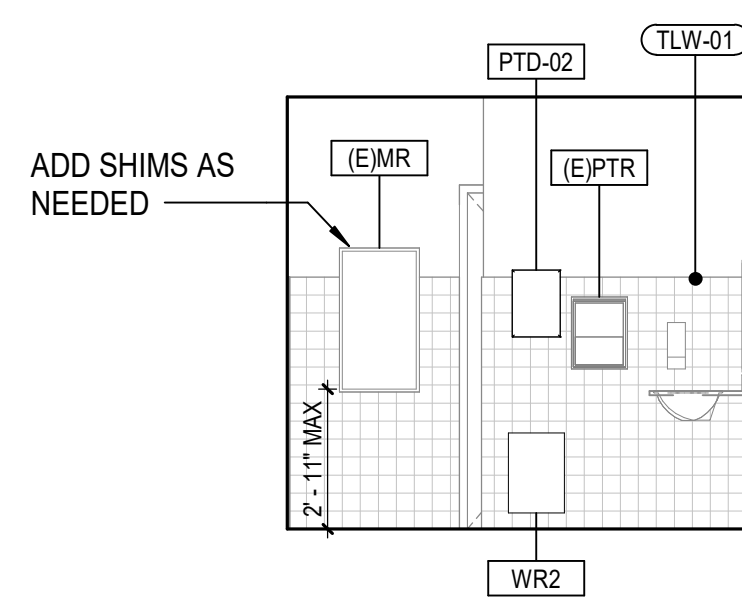 TLW-01
PTD-02
ADD SHIMS AS
NEEDED
(E)MR
(E)PTR
2' - 11" MAX
WR2